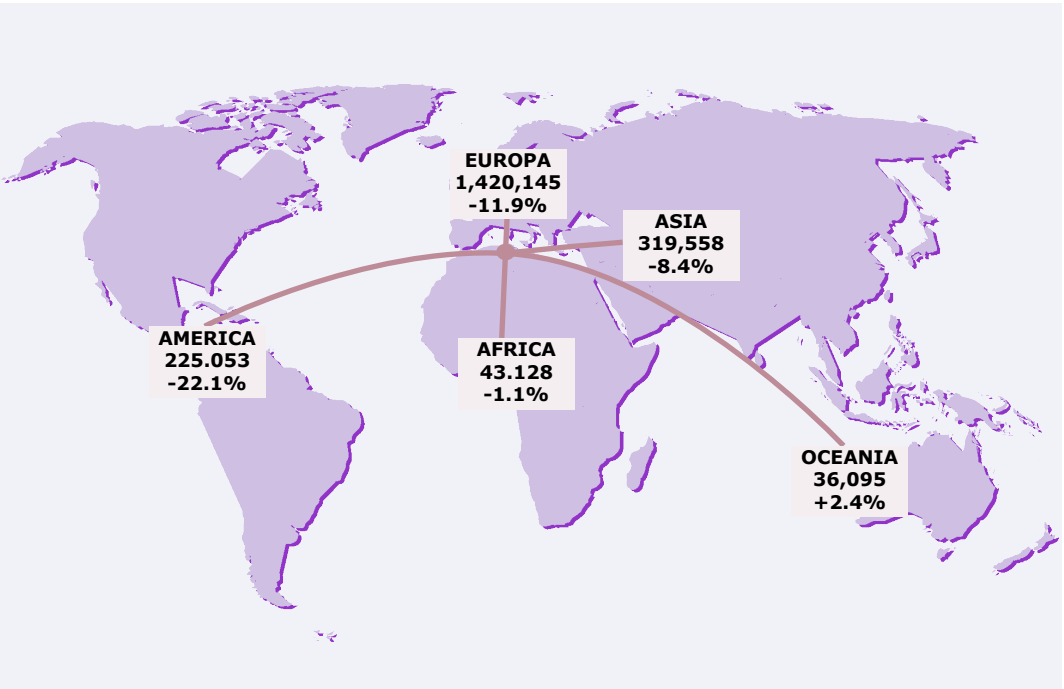 EUROPA
1,420,145
-11.9%
ASIA
319,558
-8.4%
AMERICA
225.053
-22.1%
AFRICA
43.128
-1.1%
OCEANIA
36,095
+2.4%